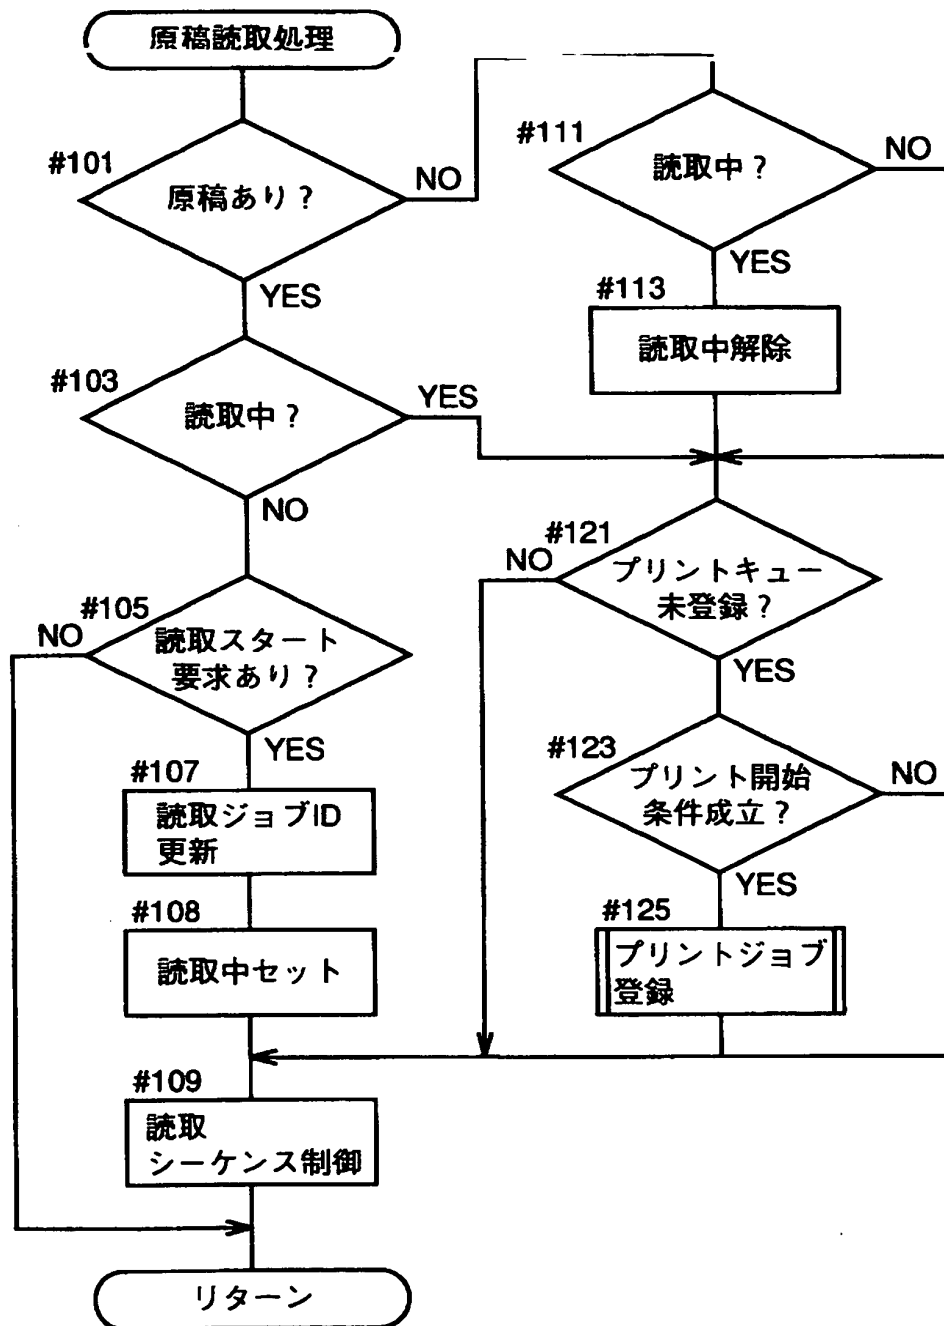 原稿読取処理
#101
原稿あり?
NO
YES
#103
読取中?
YES
NO
#105
NO
読取スタート
要求あり?
YES
#107
読取ジョブID
更新
#108
読取中セット
#109
読取
シーケンス制御
リターン
#111
読取中?
NO
YES
#113
読取中解除
#121
NO
プリントキュー
未登録?
YES
#123
プリント開始
条件成立?
NO
YES
#125
プリントジョブ
登録